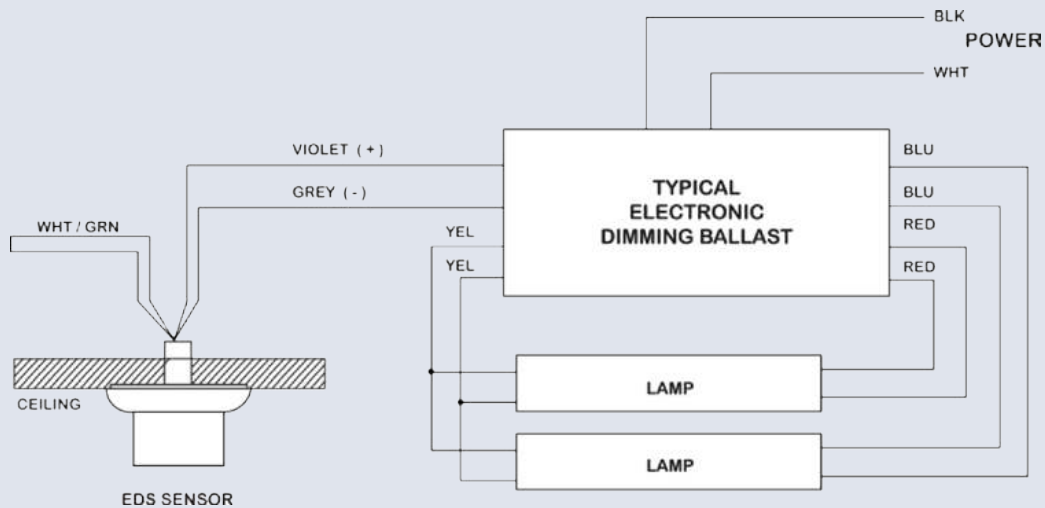 BLK
POWER
WHT
VIOLET ( + )
BLU
GREY ( - )
BLU
TYPICAL
ELECTRONIC
DIMMING BALLAST
WHT / GRN
YEL
RED
YEL
RED
LAMP
CEILING
LAMP
EDS SENSOR